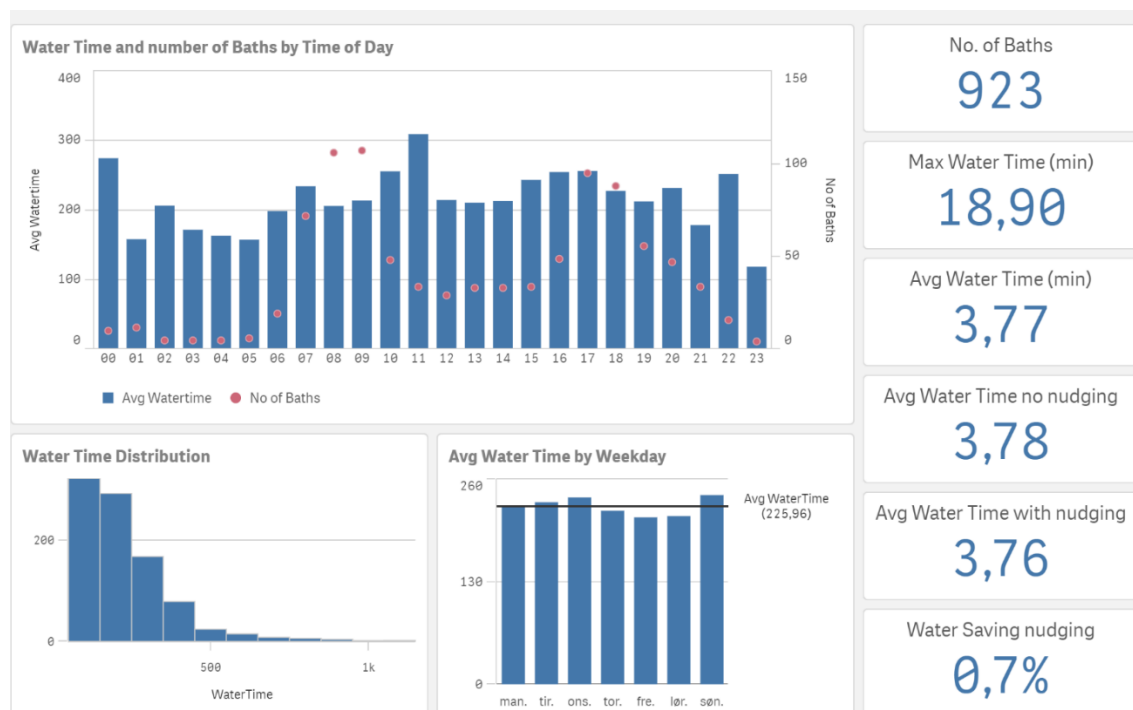 Water Time and number of Baths by Time of Day
400
300
200
100
0
Avg Watertime
150
100
50
0
No of Baths
00 01 02 03 04 05 06 07 08 09 10 11 12 13 14 15 16 17 18 19 20 21 22 23
Avg Watertime No of Baths
No. of Baths
923
Max Water Time (min)
18,90
Avg Water Time (min)
3,77
Avg Water Time no nudging
3,78
Avg Water Time with nudging
3,76
Water Saving nudging
0,7%
Water Time Distribution
200
0
500 1k
WaterTime
Avg Water Time by Weekday
260
130
0
Avg WaterTime
(225,96)
man. tir. ons. tor. fre. lør. søn.